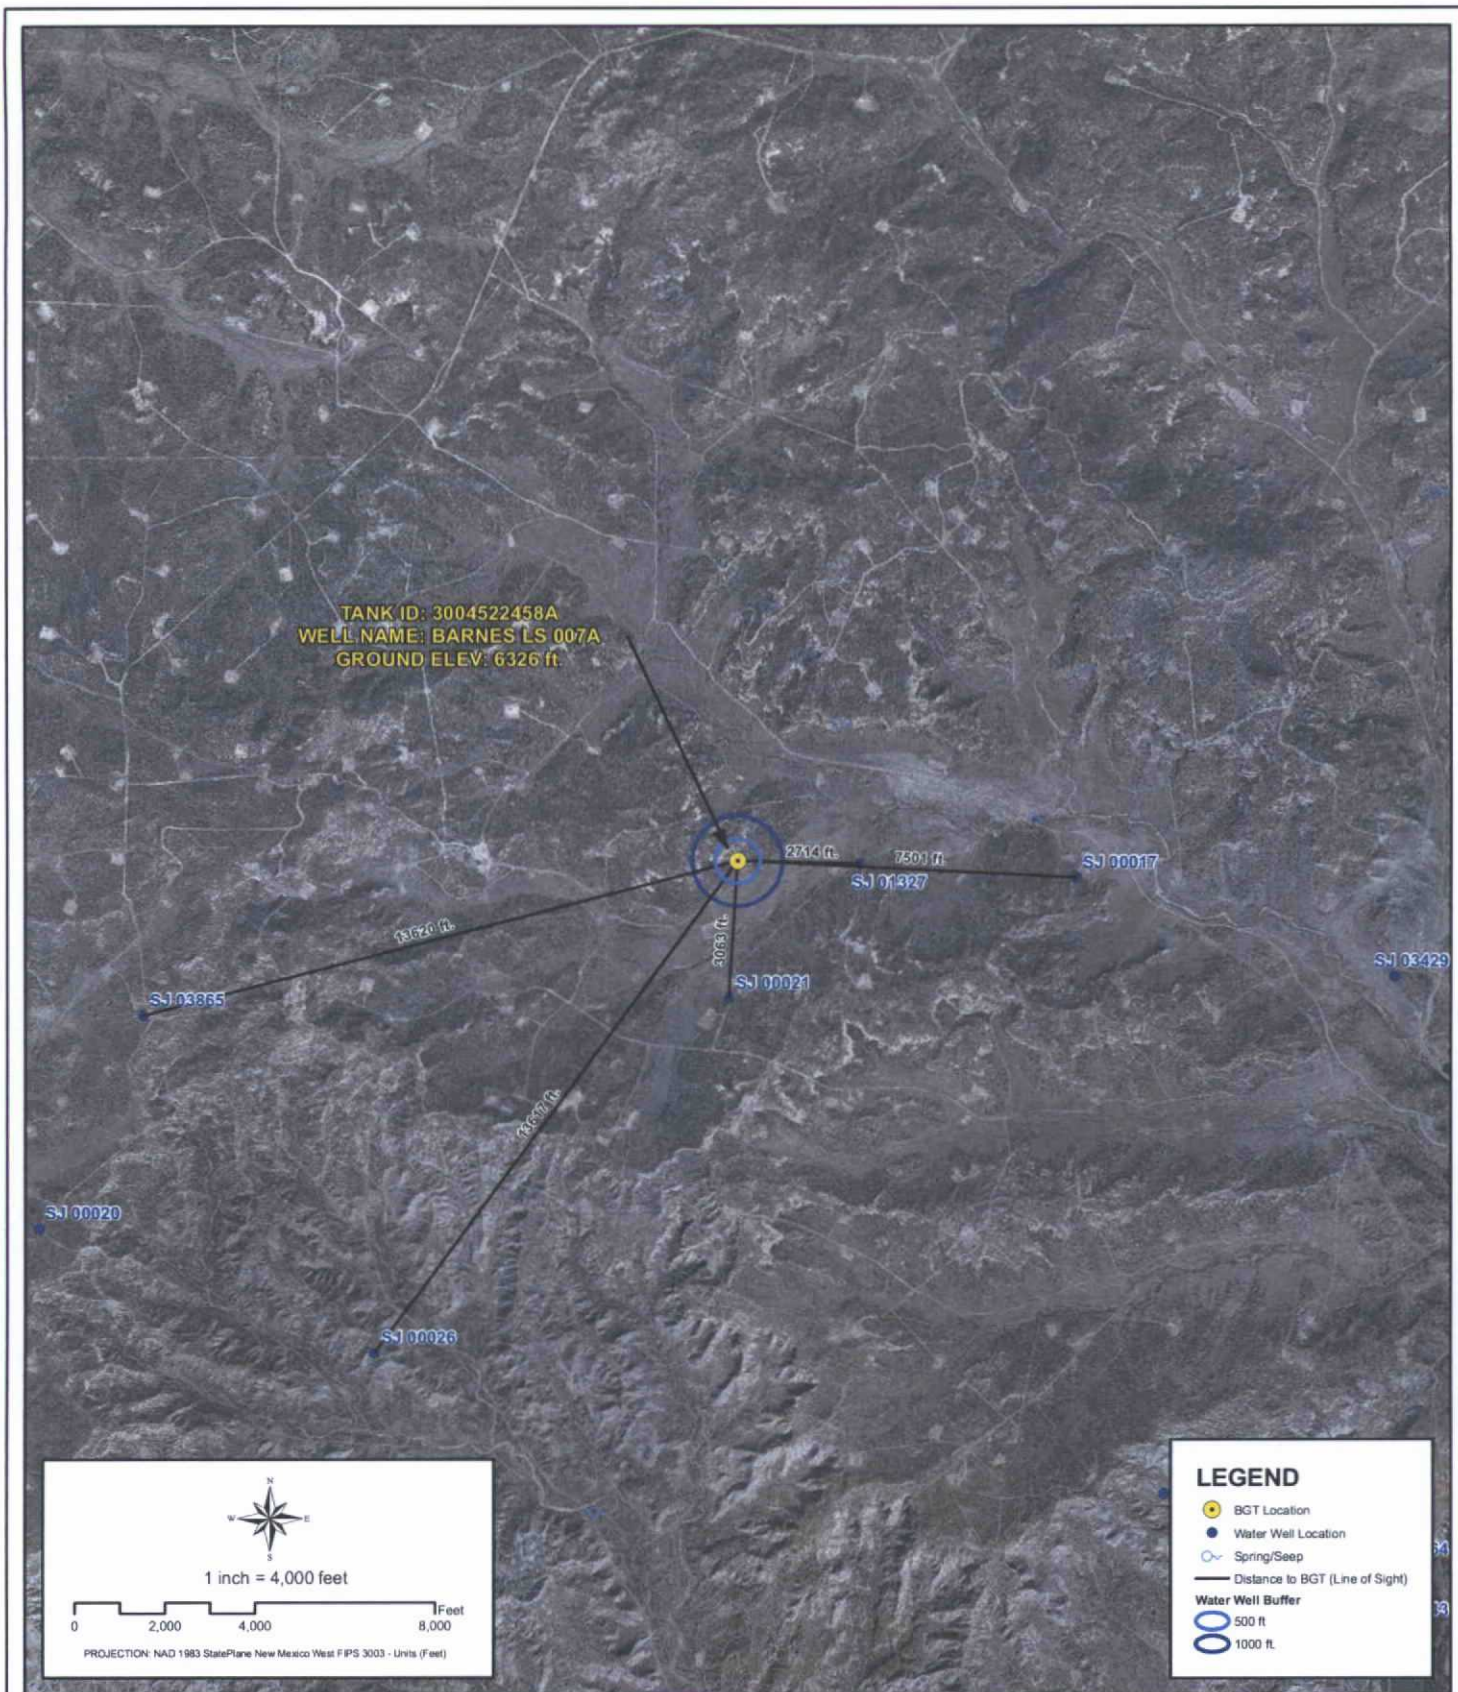 TANK ID: 3004522458A
WELL NAME: BARNES LS 007A
GROUND ELEV: 6326 ft.
2714 ft.
7501 ft.
SJ 00017
SJ 01327
13620 ft.
3063 ft.
SJ 03429
SJ 00021
SJ 03865
13617 ft.
SJ 00020
SJ 00026
N
W
E
S
1 inch = 4,000 feet
Feet
0 2,000 4,000 8,000
PROJECTION: NAD 1983 StatePlane New Mexico West FIPS 3003 - Units (Feet)
LEGEND
BGT Location
Water Well Location
Spring/Seep
Distance to BGT (Line of Sight)
Water Well Buffer
500 ft
1000 ft.